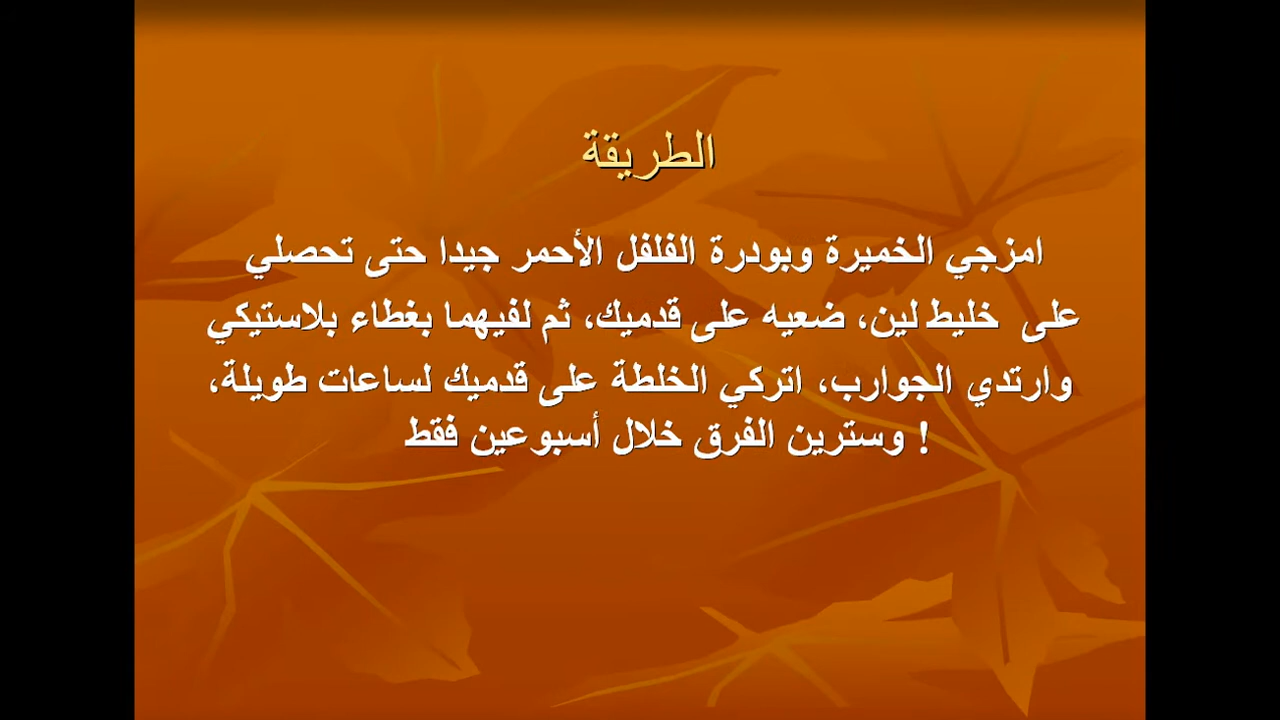 الطريقة
امزجي الخميرة وبودرة الفلفل الأحمر جيدا حتى تحصلي
على خليط لين، ضعيه على قدميك، ثم لفيهما بغطاء بلاستيكي
وارتدي الجوارب، اتركي الخلطة على قدميك لساعات طويلة،
! وسترين الفرق خلال أسبوعين فقط